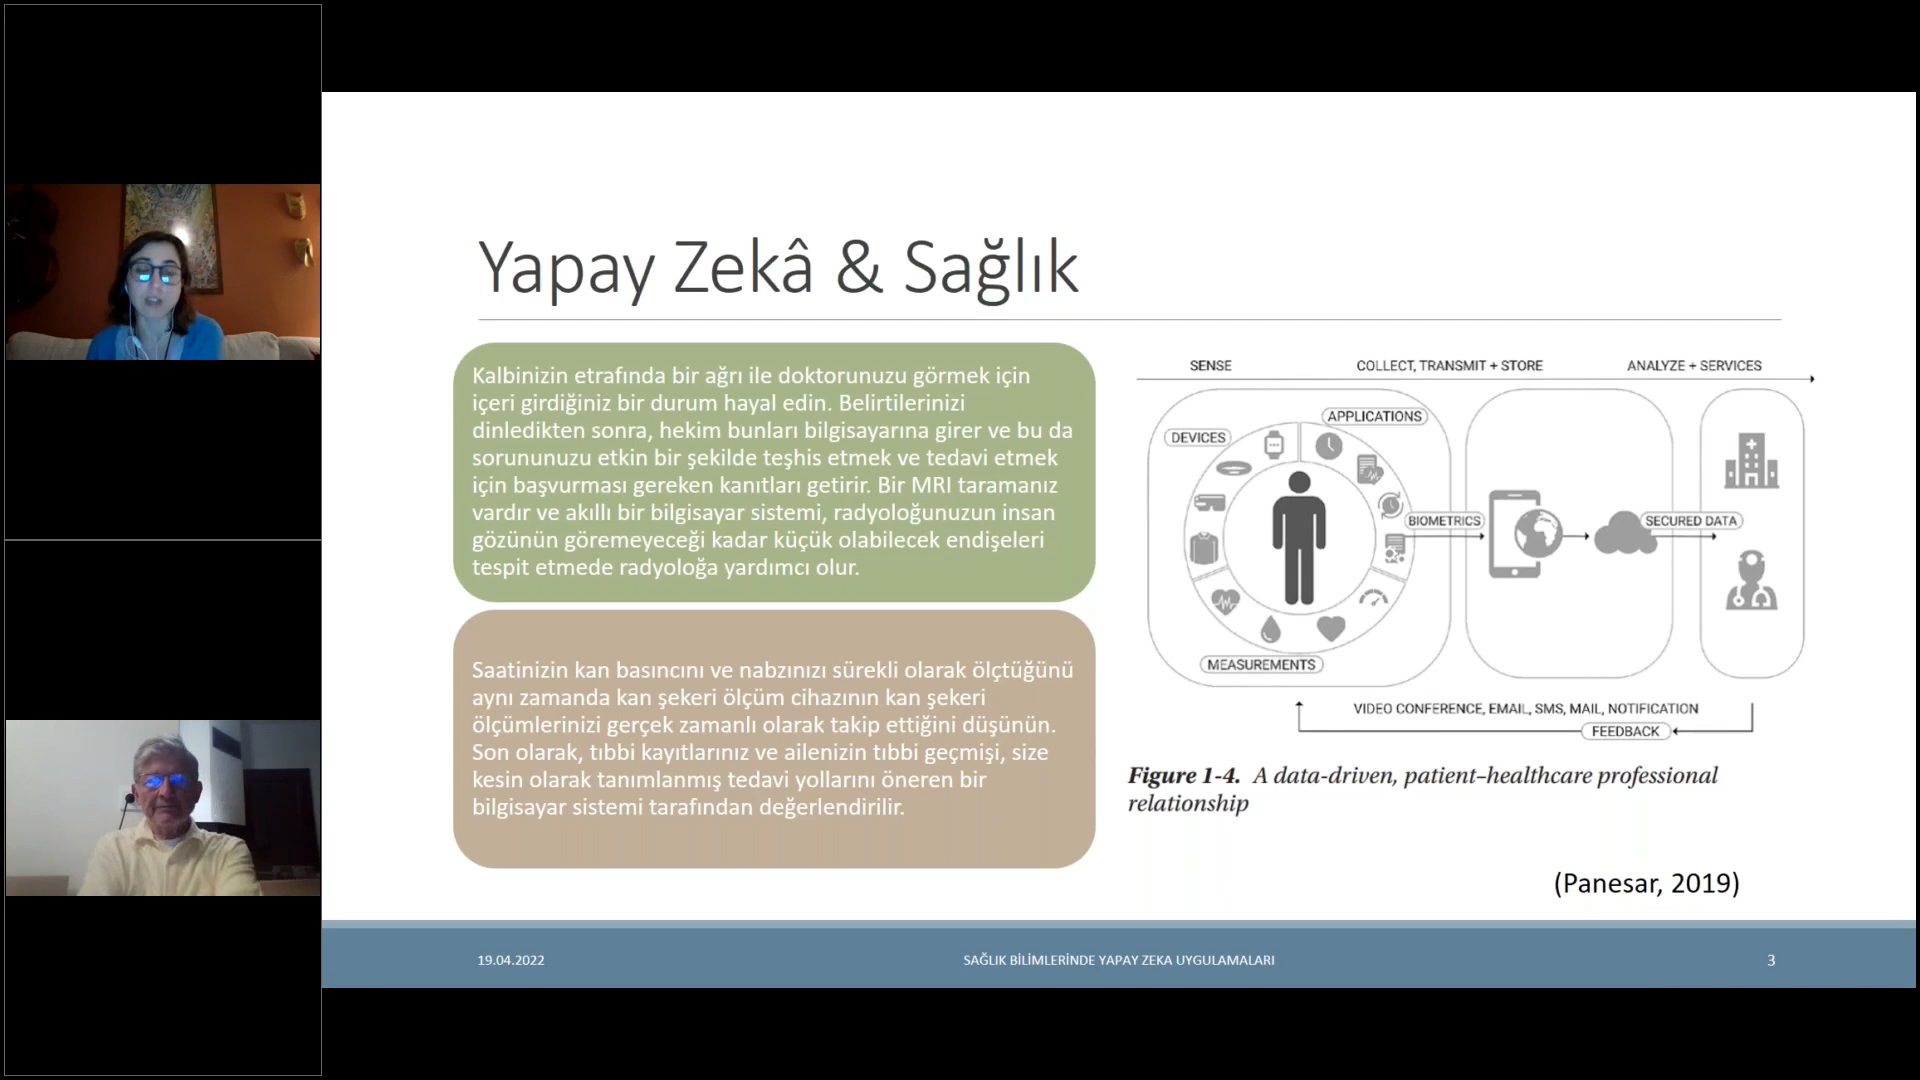 Yapay Zekâ & Sağlık
Kalbinizin etrafında bir ağrı ile doktorunuzu görmek için
içeri girdiğiniz bir durum hayal edin. Belirtilerinizi
dinledikten sonra, hekim bunları bilgisayarına girer ve bu da
sorununuzu etkin bir şekilde teşhis etmek ve tedavi etmek
için başvurması gereken kanıtları getirir. Bir MRI taramanız
vardır ve akıllı bir bilgisayar sistemi, radyoloğunuzun insan
gözünün göremeyeceği kadar küçük olabilecek endişeleri
tespit etmede radyoloğa yardımcı olur.
Saatinizin kan basıncını ve nabzınızı sürekli olarak ölçtüğünü
aynı zamanda kan şekeri ölçüm cihazının kan şekeri
ölçümlerinizi gerçek zamanlı olarak takip ettiğini düşünün.
Son olarak, tıbbi kayıtlarınız ve ailenizin tıbbi geçmişi, size
kesin olarak tanımlanmış tedavi yollarını öneren bir
bilgisayar sistemi tarafından değerlendirilir.
SENSE
COLLECT, TRANSMIT + STORE
ANALYZE + SERVICES
APPLICATIONS
DEVICES
BIOMETRICS
SECURED DATA
MEASUREMENTS
VIDEO CONFERENCE, EMAIL, SMS, MAIL, NOTIFICATION
FEEDBACK
Figure 1-4. A data-driven, patient–healthcare professional
relationship
(Panesar, 2019)
19.04.2022
SAĞLIK BİLİMLERİNDE YAPAY ZEKA UYGULAMALARI
3